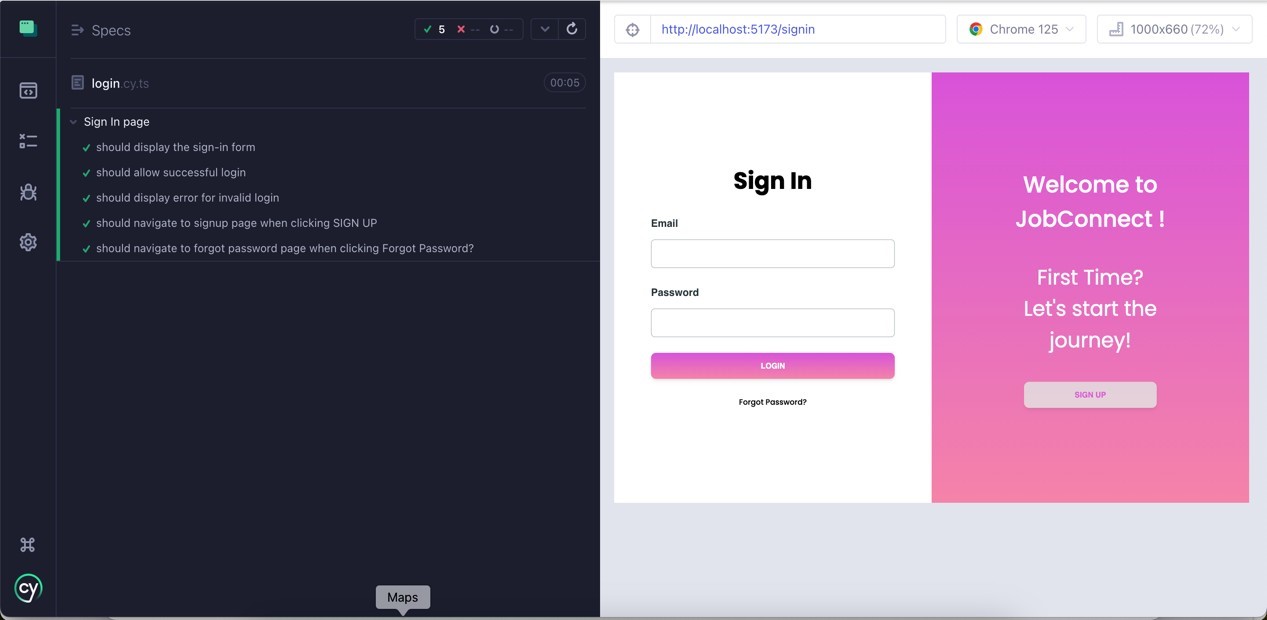 Specs
5 -- --
login.cy.ts
00:05
Sign In page
should display the sign-in form
should allow successful login
should display error for invalid login
should navigate to signup page when clicking SIGN UP
should navigate to forgot password page when clicking Forgot Password?
cy
Maps
http://localhost:5173/signin
Chrome 125
1000x660 (72%)
Sign In
Email
Password
LOGIN
Forgot Password?
Welcome to
JobConnect !
First Time?
Let's start the
journey!
SIGN UP